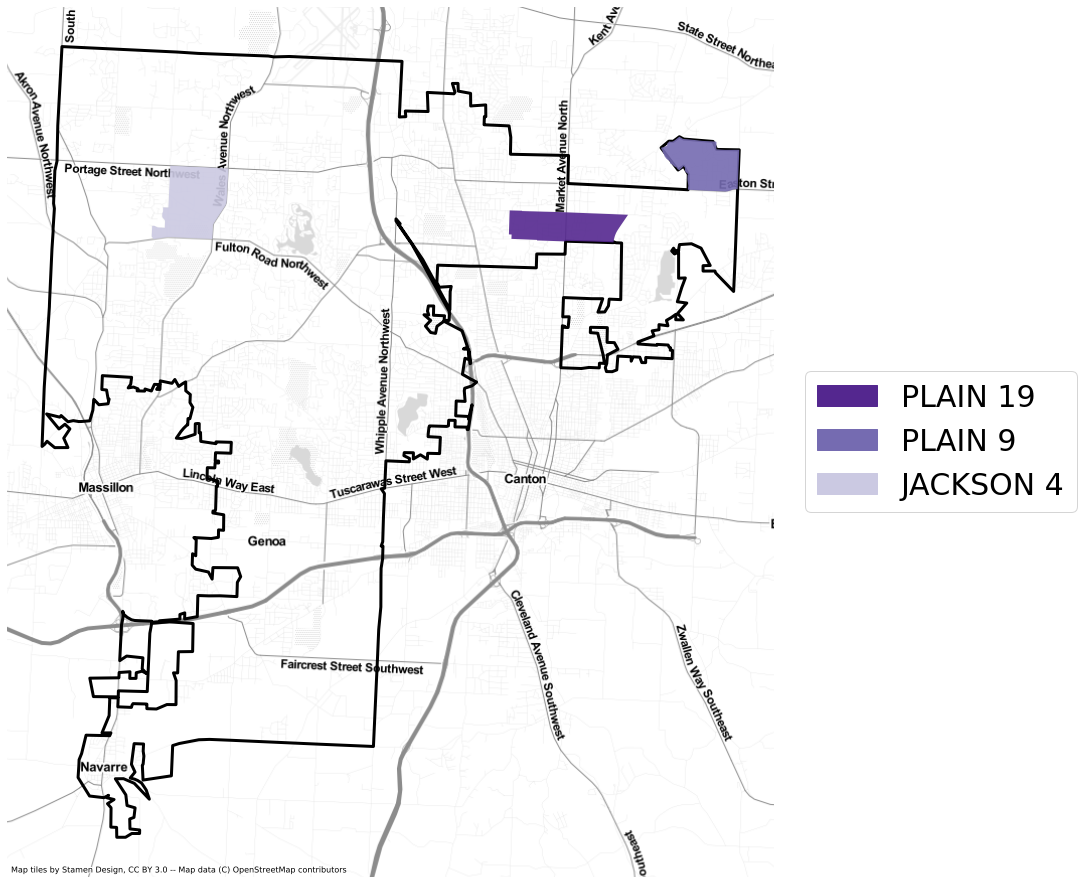 South
Kent Av
State Street Northea
Akron Avenue Northwest
Wales Avenue Northwest
Market Avenue North
Portage Street Northwest
Easton Str
Fulton Road Northwest
Whipple Avenue Northwest
PLAIN 19
PLAIN 9
JACKSON 4
Massillon
Lincoln Way East
Tuscarawas Street West
Canton
E
Genoa
Cleveland Avenue Southwest
Zwallen Way Southeast
Faircrest Street Southwest
Navarre
outheast
Map tiles by Stamen Design, CC BY 3.0 -- Map data (C) OpenStreetMap contributors